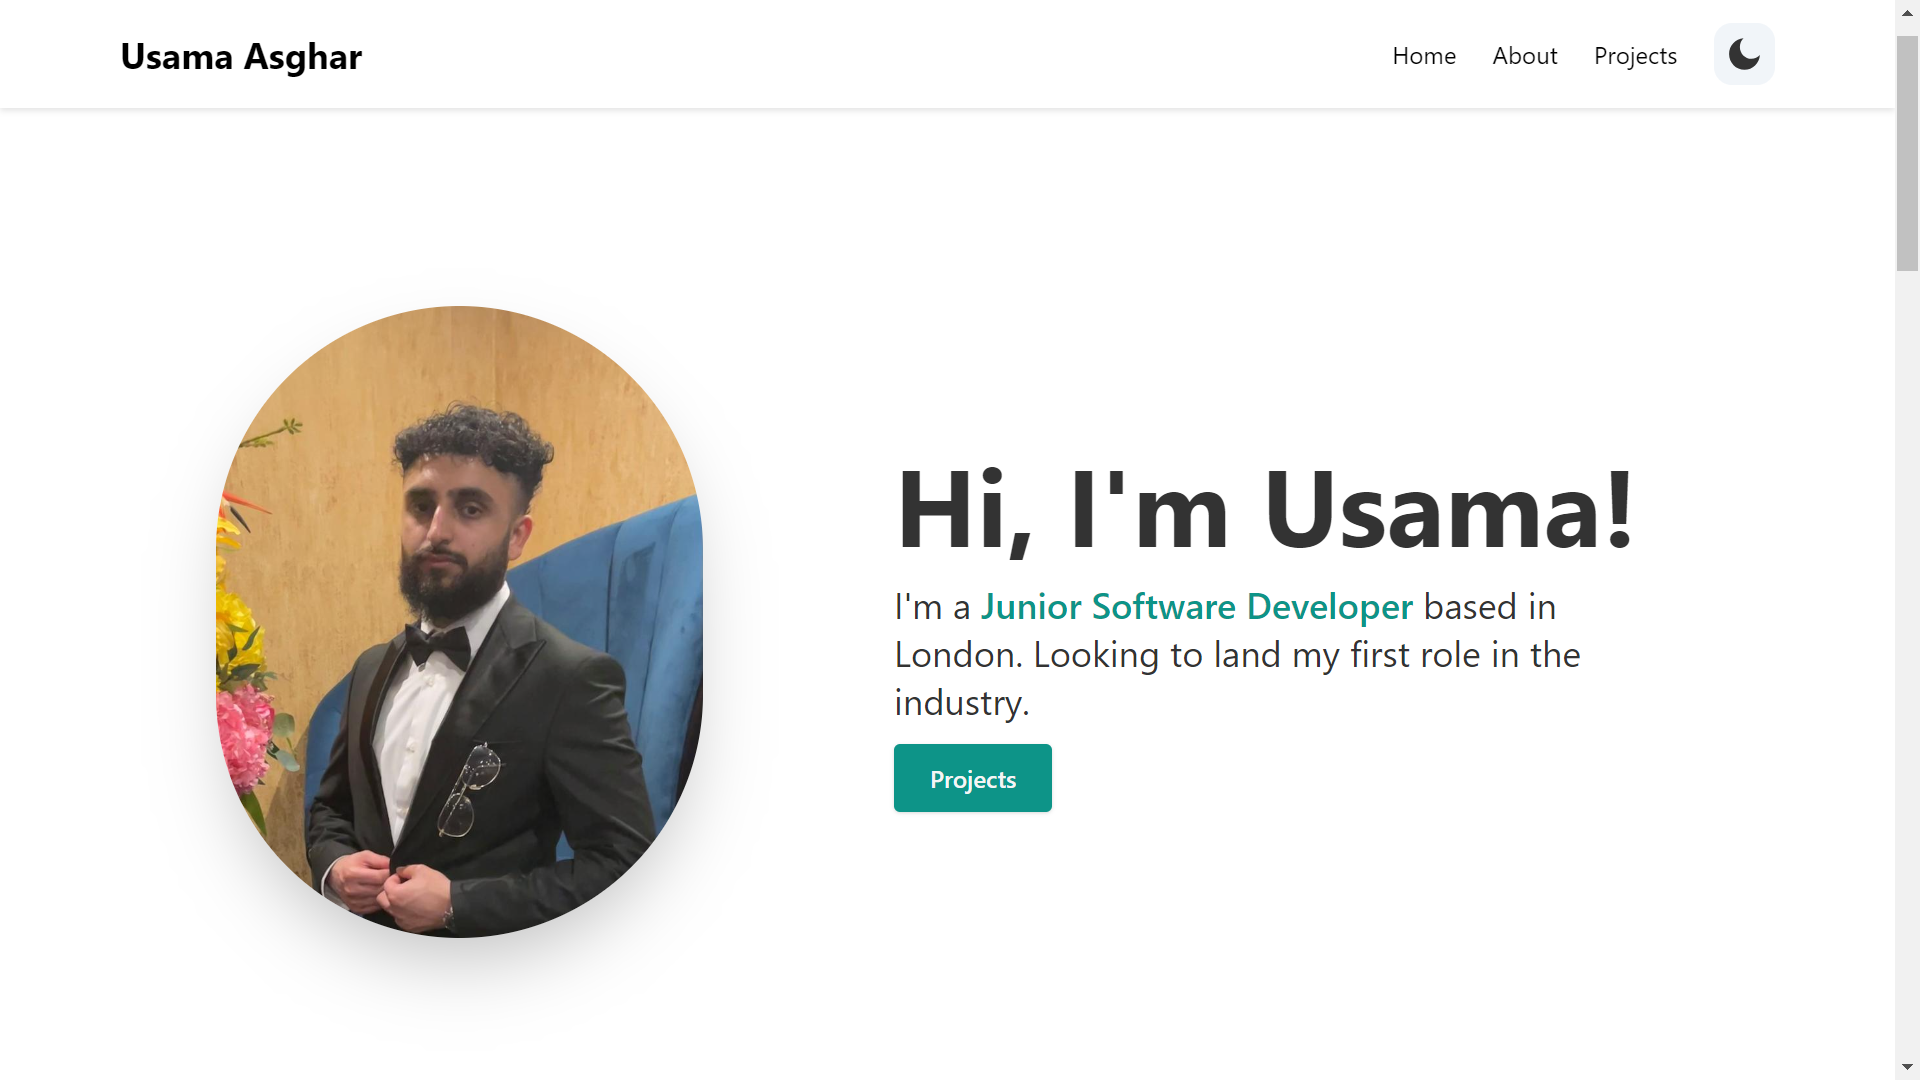 Usama Asghar
Home
About
Projects
Hi, I'm Usama!
I'm a Junior Software Developer based in
London. Looking to land my first role in the
industry.
Projects